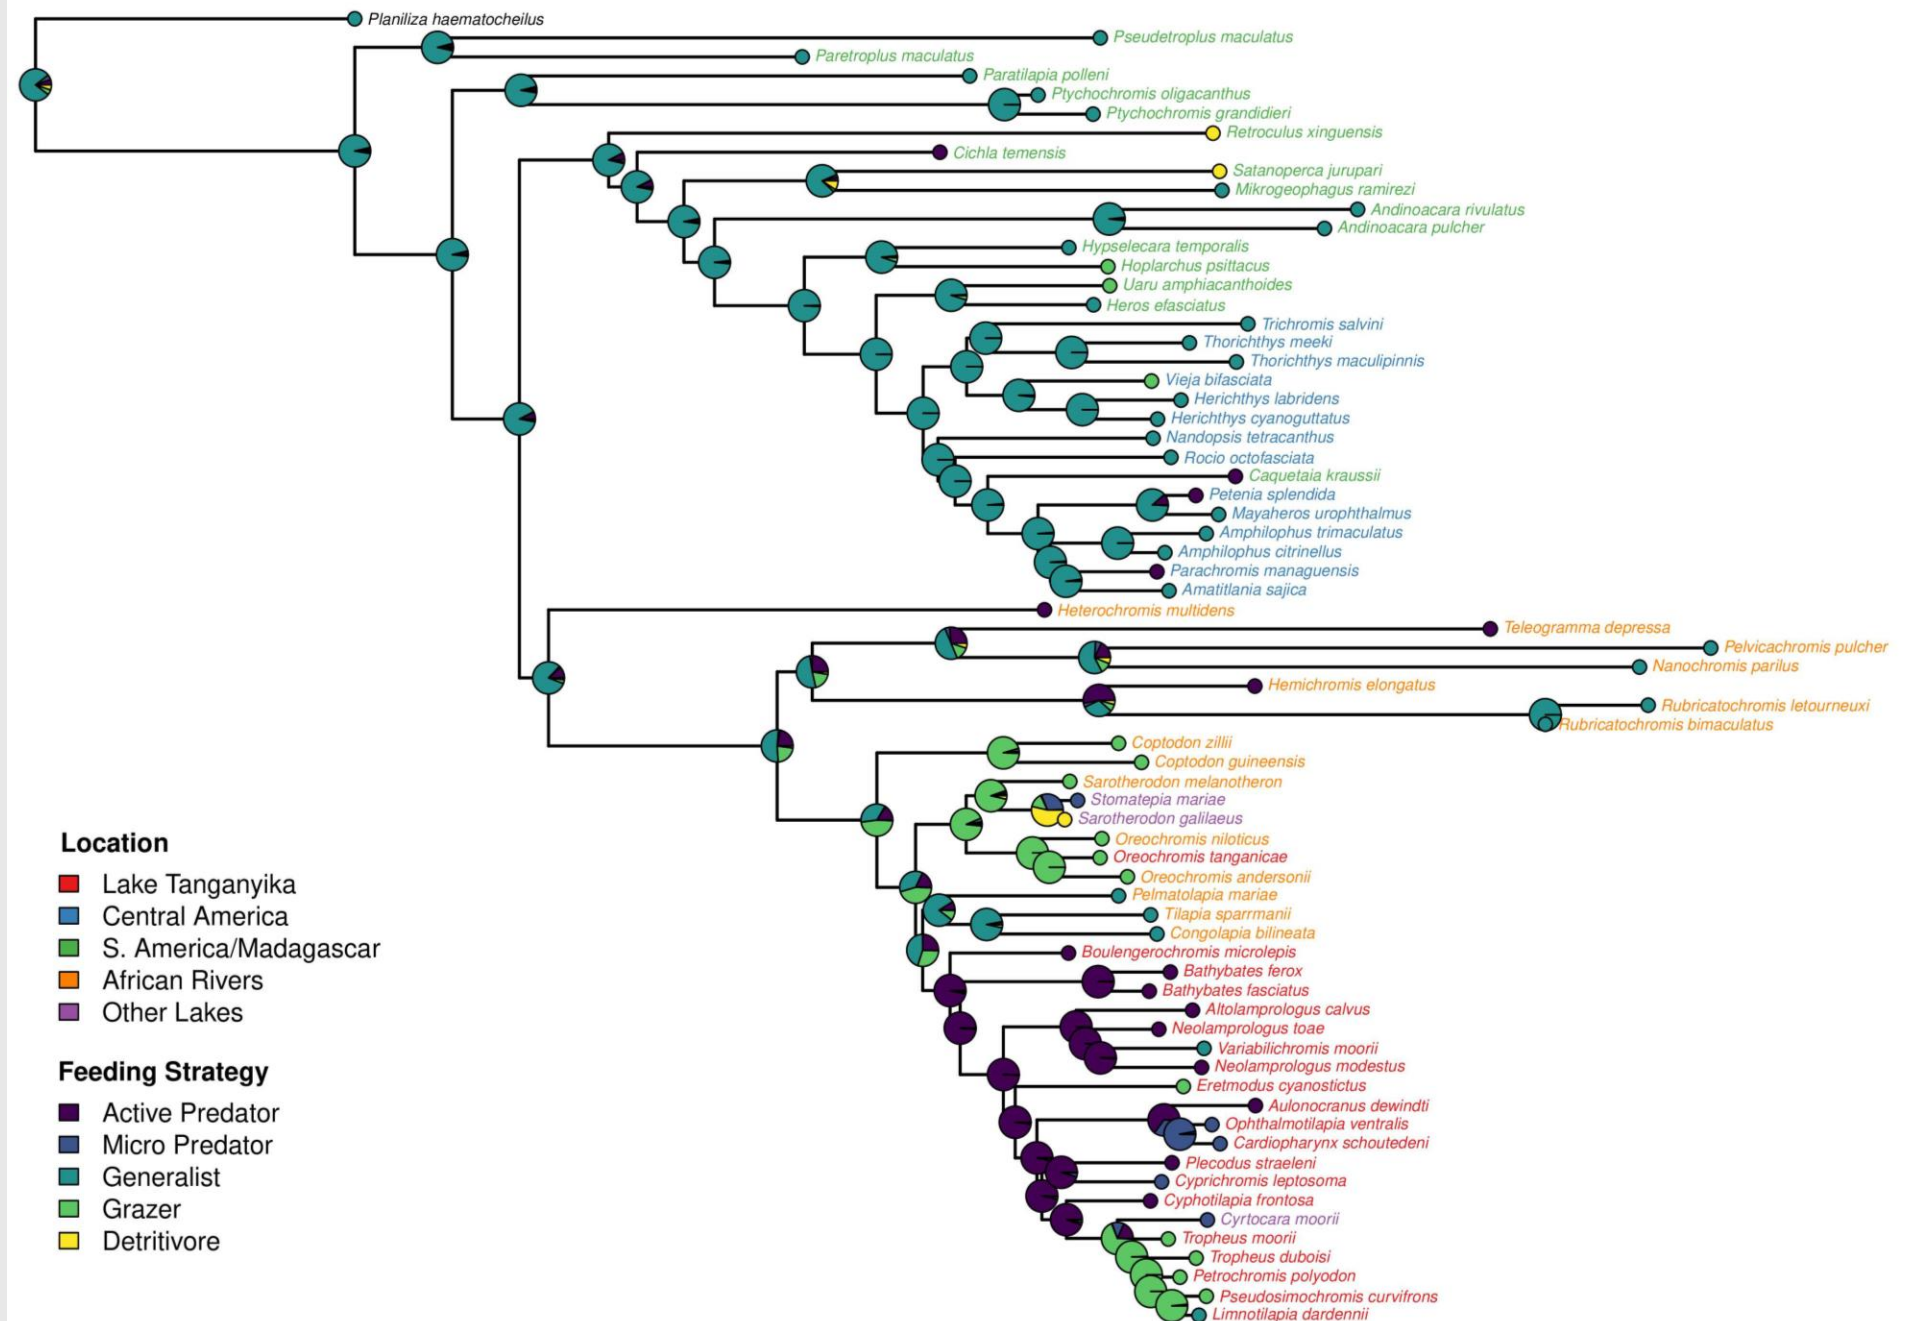 Planiliza haematocheilus
Pseudetroplus maculatus
Paretroplus maculatus
Paratilapia polleni
Ptychochromis oligacanthus
Ptychochromis grandidieri
Retroculus xinguensis
Cichla temensis
Satanoperca jurupari
Mikrogeophagus ramirezi
Andinoacara rivulatus
Andinoacara pulcher
Hypselecara temporalis
Hoplarchus psittacus
Uaru amphiacanthoides
Heros efasciatus
Trichromis salvini
Thorichthys meeki
Thorichthys maculipinnis
Vieja bifasciata
Herichthys labridens
Herichthys cyanoguttatus
Nandopsis tetracanthus
Rocio octofasciata
Caquetaia kraussii
Petenia splendida
Mayaheros urophthalmus
Amphilophus trimaculatus
Amphilophus citrinellus
Parachromis managuensis
Amatitlania sajica
Heterochromis multidens
Teleogramma depressa
Pelvicachromis pulcher
Nanochromis parilus
Hemichromis elongatus
Rubricatochromis letourneuxi
Rubricatochromis bimaculatus
Coptodon zillii
Coptodon guineensis
Sarotherodon melanotheron
Stomatepia mariae
Sarotherodon galilaeus
Oreochromis niloticus
Oreochromis tanganicae
Oreochromis andersonii
Pelmatolapia mariae
Tilapia sparrmanii
Congolapia bilineata
Boulengerochromis microlepis
Bathybates ferox
Bathybates fasciatus
Altolamprologus calvus
Neolamprologus toae
Variabilichromis moorii
Neolamprologus modestus
Eretmodus cyanostictus
Aulonocranus dewindti
Ophthalmotilapia ventralis
Cardiopharynx schoutedeni
Plecodus straeleni
Cyprichromis leptosoma
Cyphotilapia frontosa
Cyrtocara moorii
Tropheus moorii
Tropheus duboisi
Petrochromis polyodon
Pseudosimochromis curvifrons
Limnotilapia dardennii
Location
Lake Tanganyika
Central America
S. America/Madagascar
African Rivers
Other Lakes
Feeding Strategy
Active Predator
Micro Predator
Generalist
Grazer
Detritivore